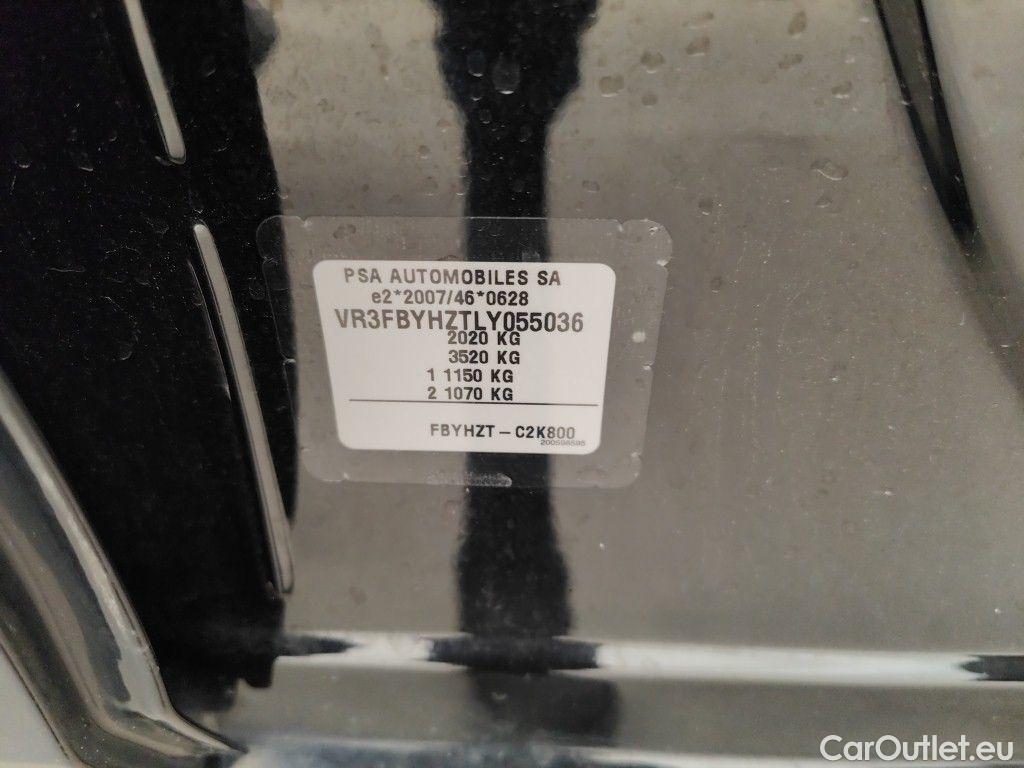 PSA AUTOMOBILES SA
e2*2007/46*0628
VR3FBYHZTLY055036
2020 KG
3520 KG
1 1150 KG
2 1070 KG
FBYHZT-C2K800
CarOutlet.eu